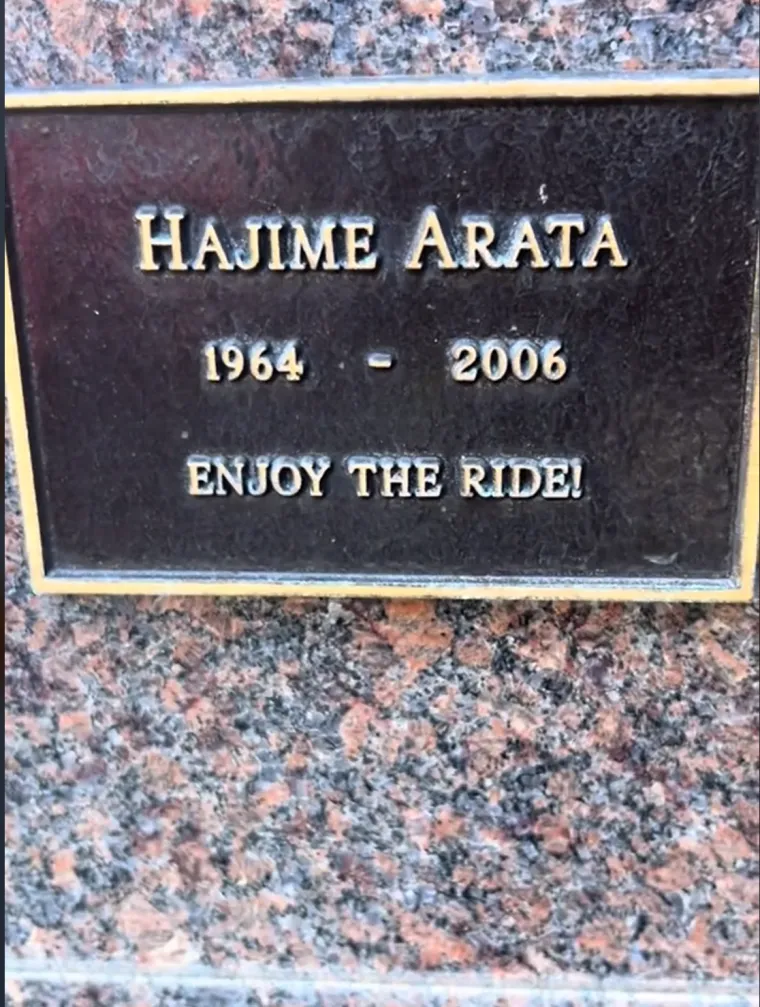 HAJIME ARATA
1964 - 2006
ENJOY THE RIDE!